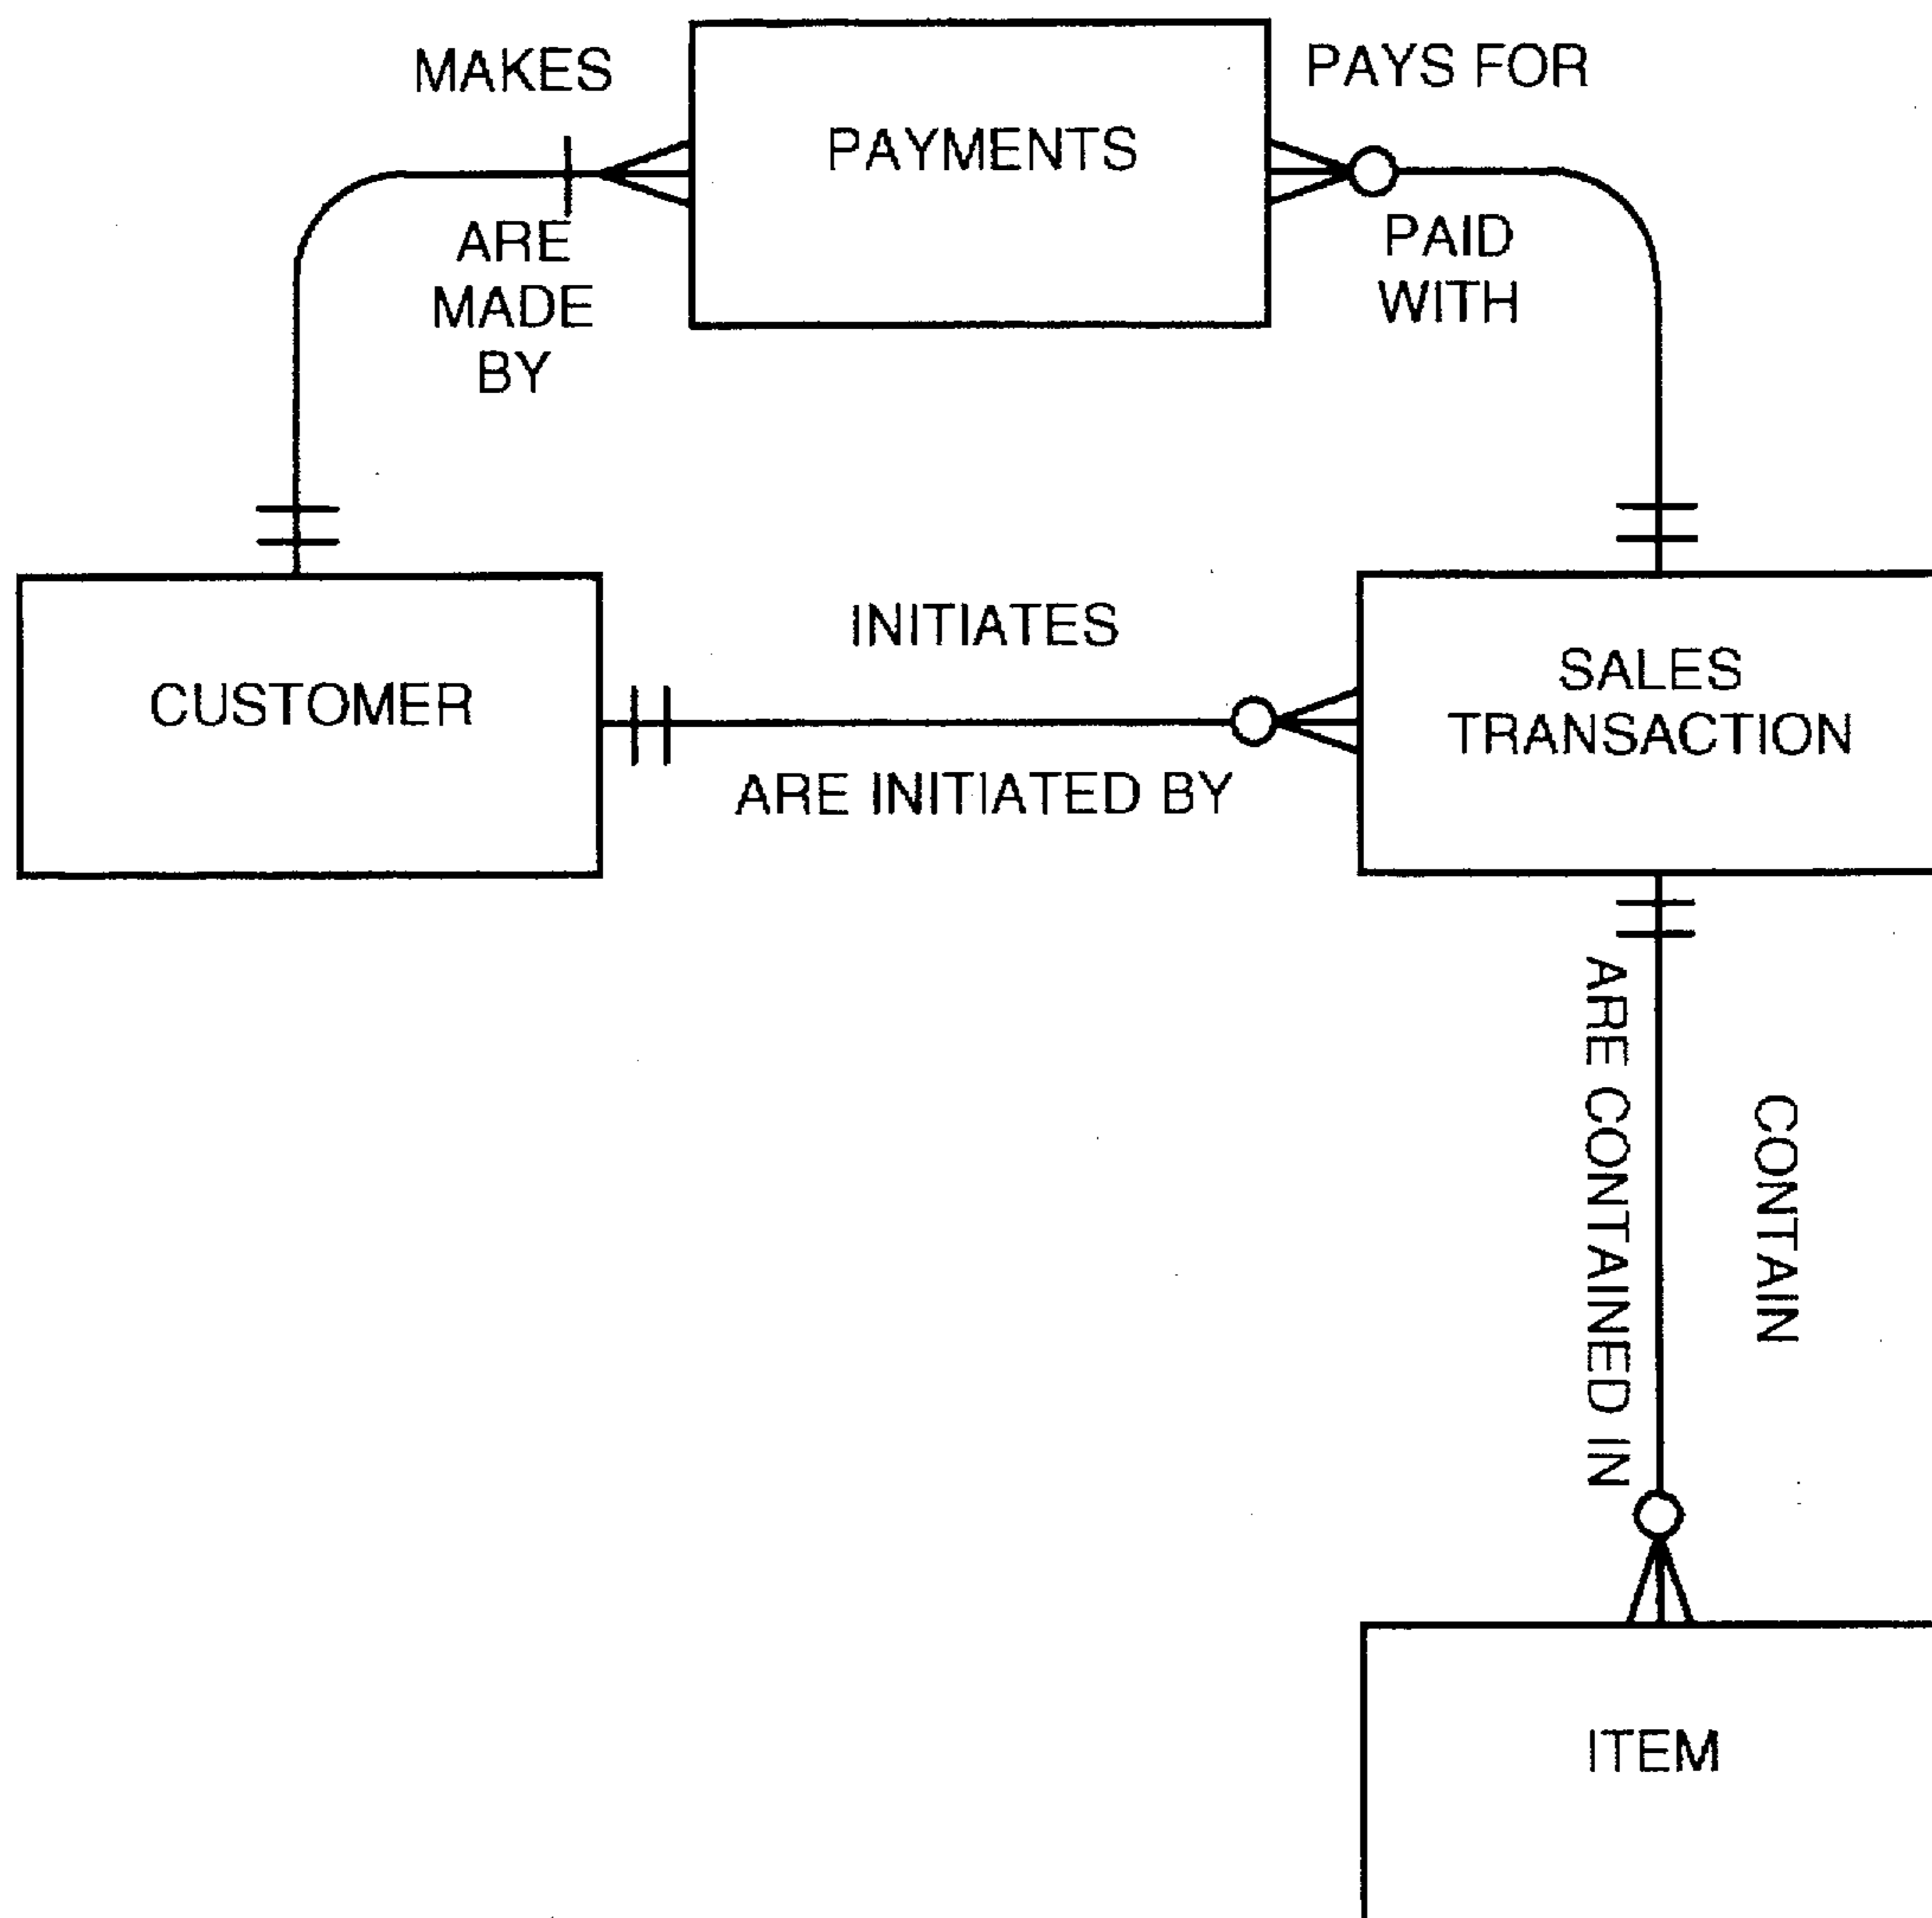 MAKES
PAYMENTS
PAYS FOR
ARE
MADE
BY
PAID
WITH
CUSTOMER
INITIATES
ARE INITIATED BY
SALES
TRANSACTION
ARE CONTAINED IN
CONTAIN
ITEM